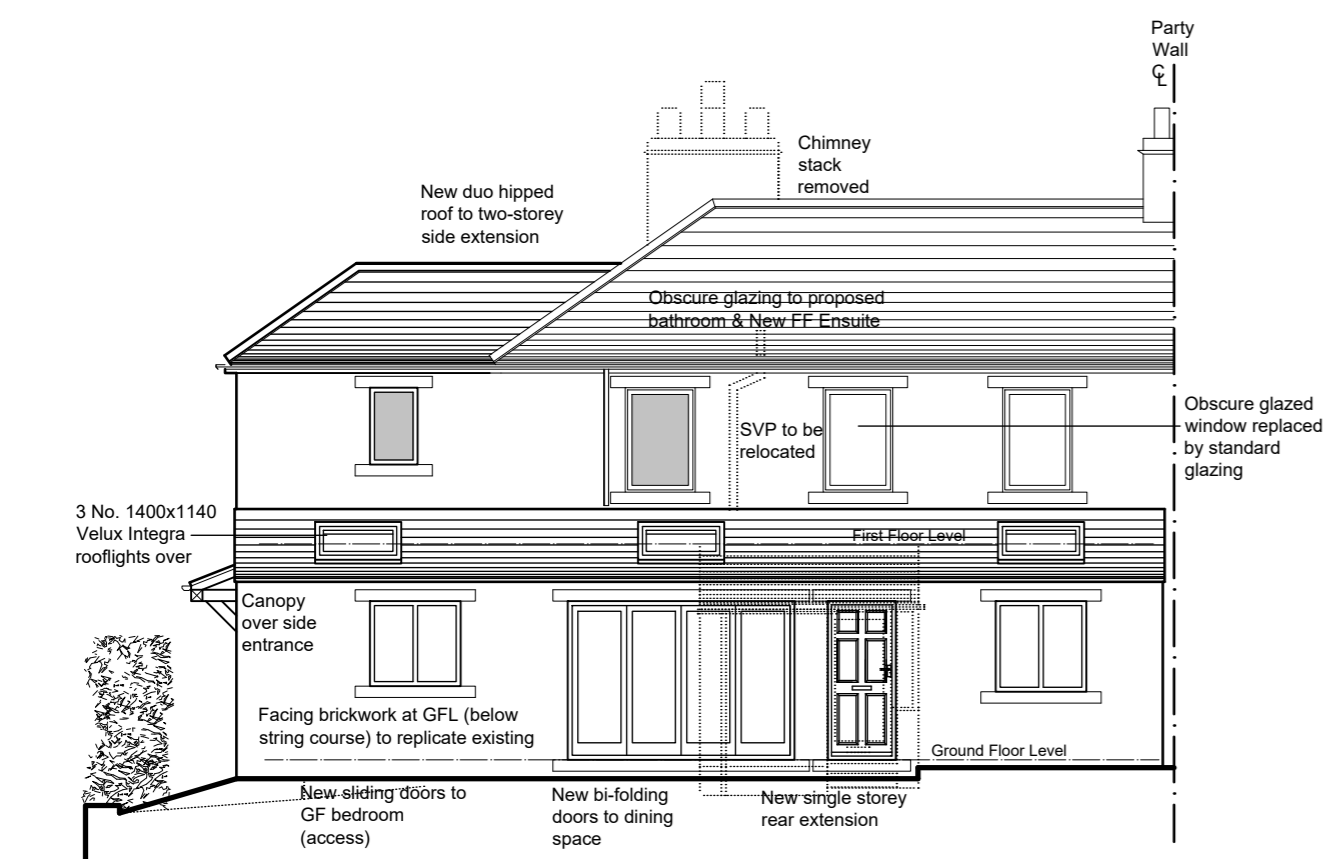 Party
Wall
CL
Chimney
stack
removed
New duo hipped
roof to two-storey
side extension
Obscure glazing to proposed
bathroom & New FF Ensuite
Obscure glazed
window replaced
by standard
glazing
SVP to be
relocated
3 No. 1400x1140
Velux Integra
rooflights over
First Floor Level
Canopy
over side
entrance
Facing brickwork at GFL (below
string course) to replicate existing
Ground Floor Level
New sliding doors to
GF bedroom
(access)
New bi-folding
doors to dining
space
New single storey
rear extension